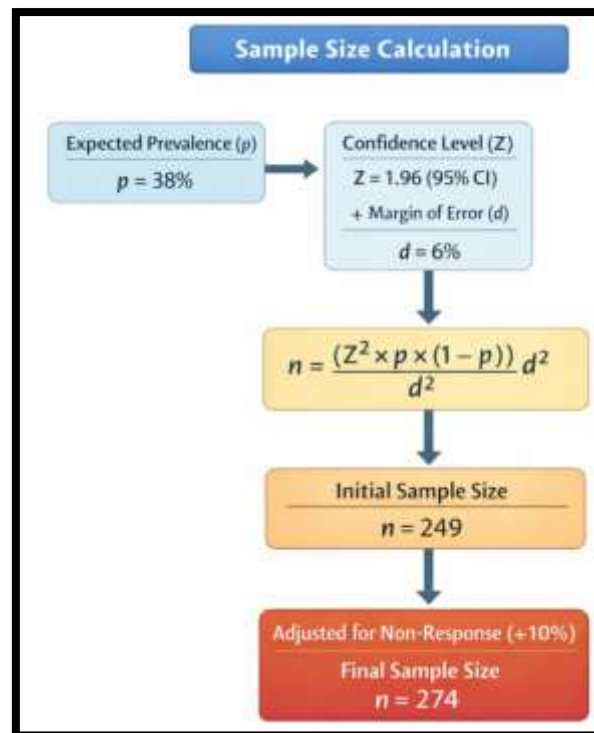 Sample Size Calculation
Expected Prevalence (p)
p = 38%
Confidence Level (Z)
Z = 1.96 (95% CI)
+ Margin of Error (d)
d = 6%
n = (Z² × p × (1 − p)) / d² d²
Initial Sample Size
n = 249
Adjusted for Non-Response (+10%)
Final Sample Size
n = 274